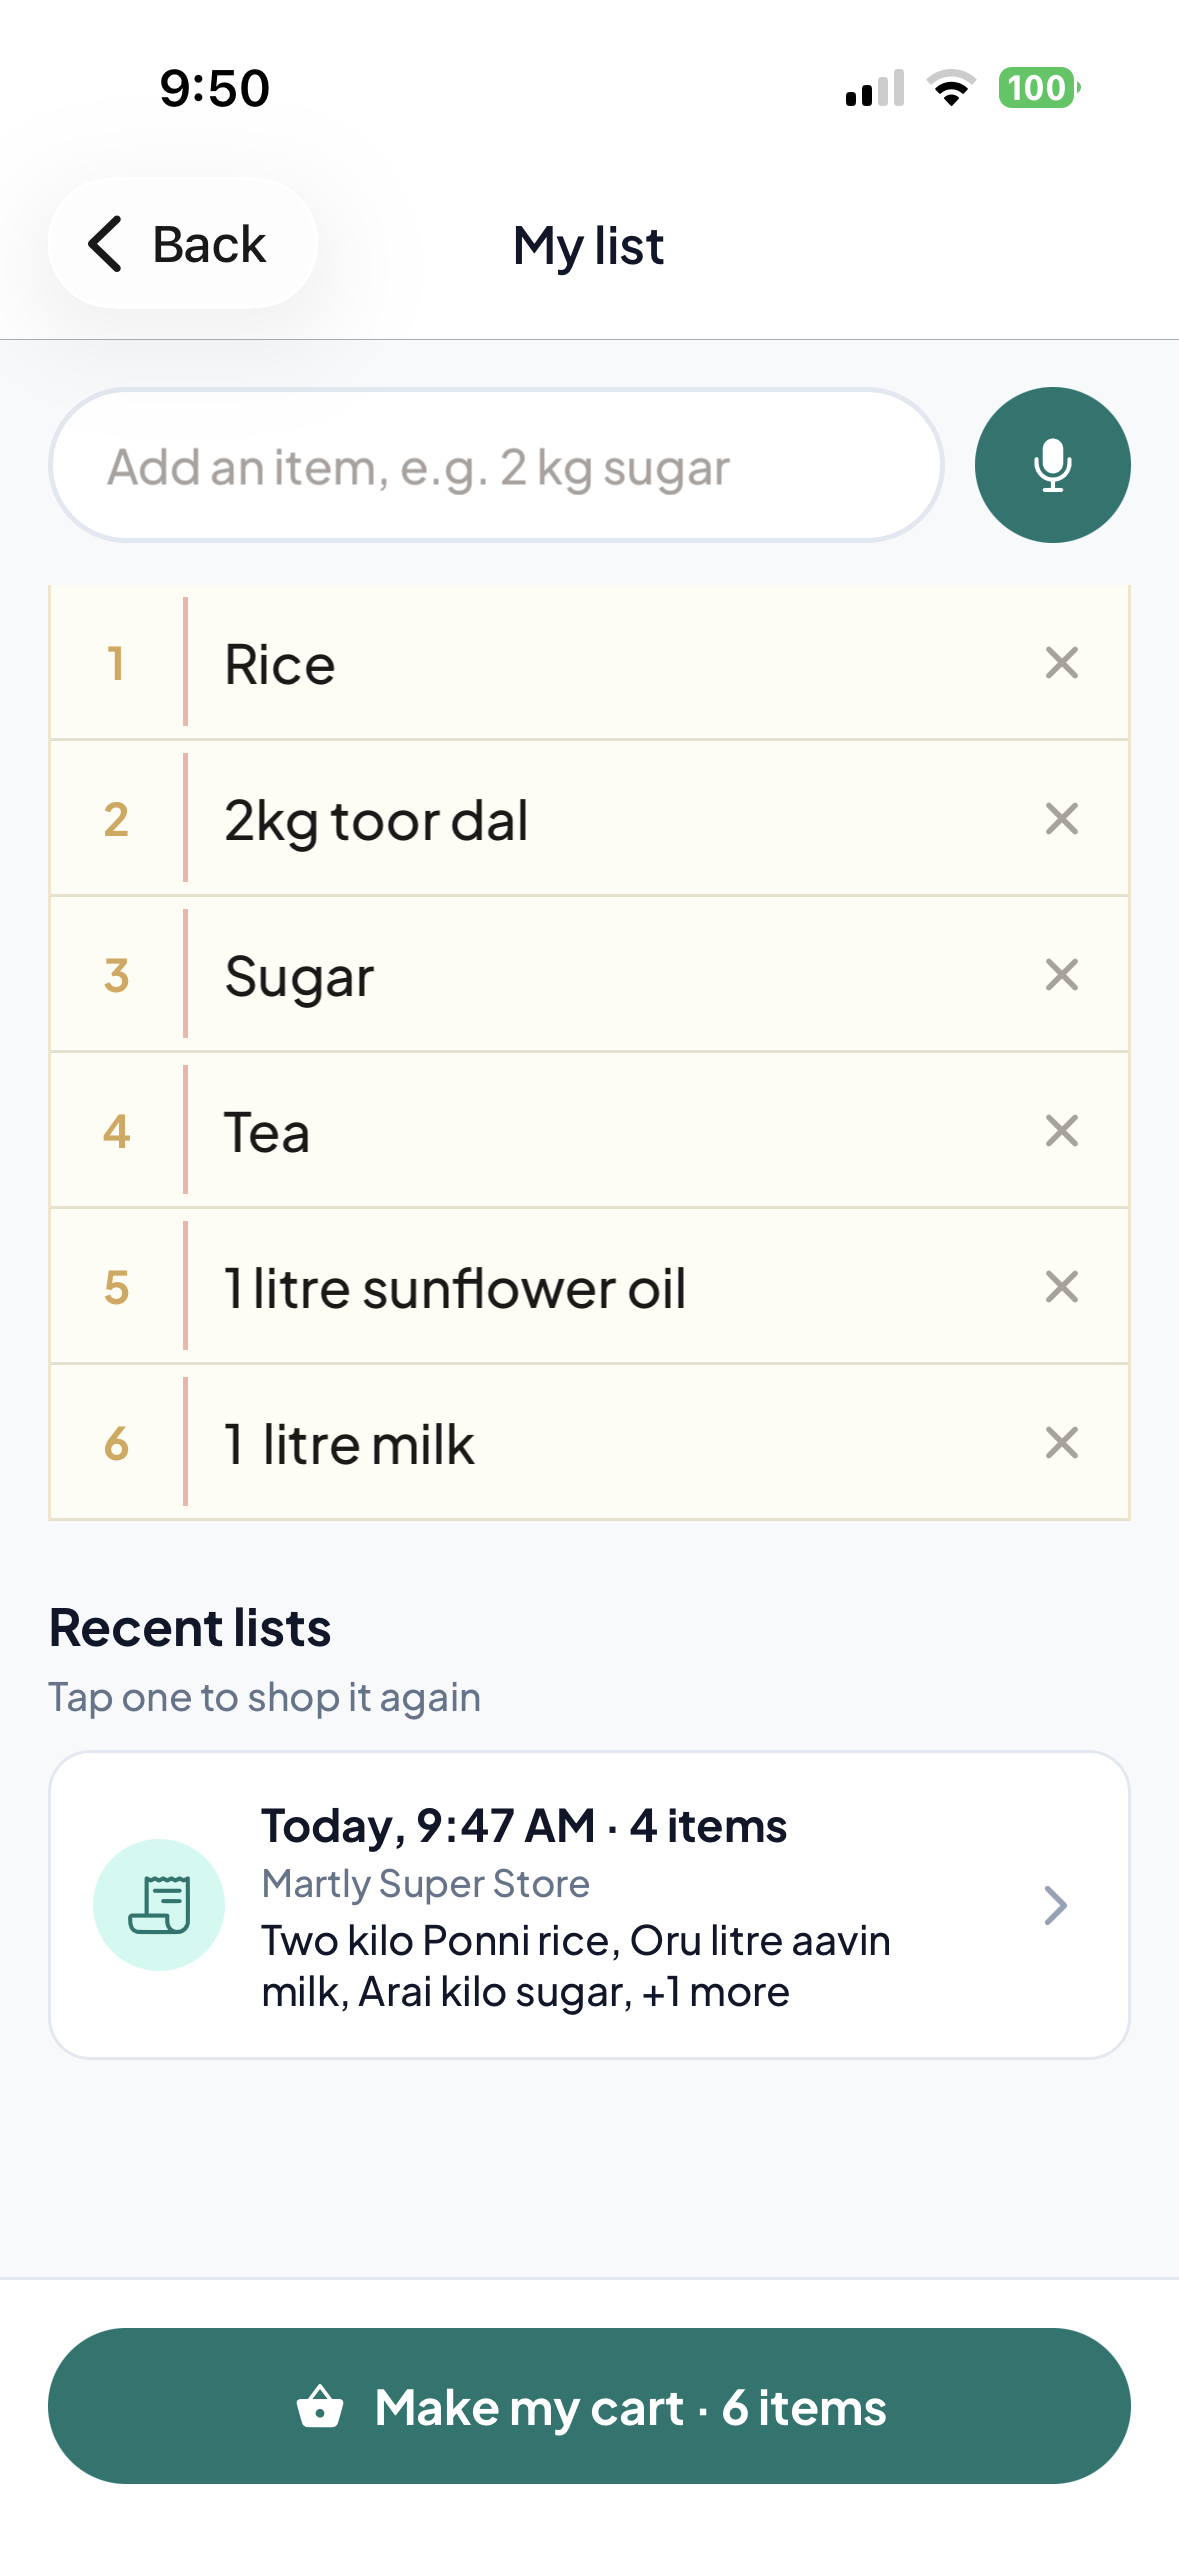 9:50
100
Back
My list
Add an item, e.g. 2 kg sugar
1 Rice
2 2kg toor dal
3 Sugar
4 Tea
5 1 litre sunflower oil
6 1 litre milk
Recent lists
Tap one to shop it again
Today, 9:47 AM · 4 items
Martly Super Store
Two kilo Ponni rice, Oru litre aavin
milk, Arai kilo sugar, +1 more
Make my cart · 6 items